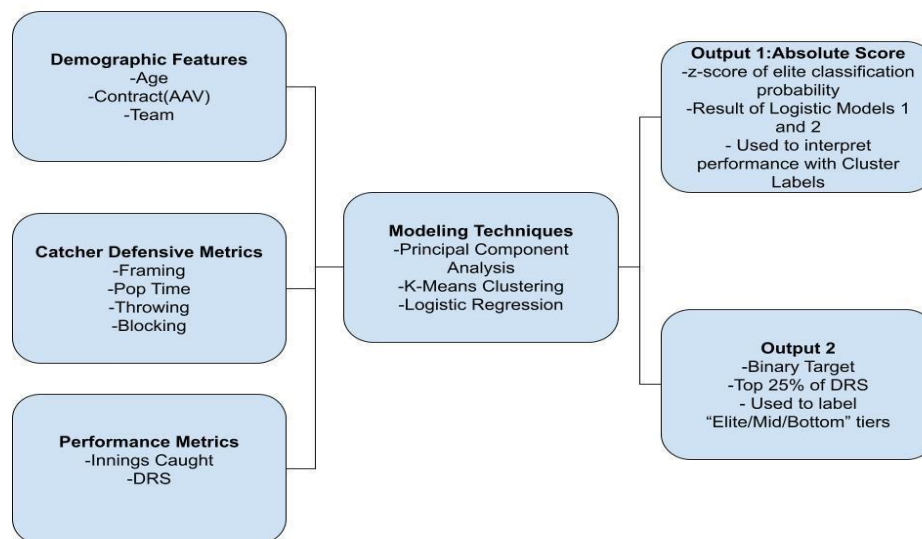 Demographic Features
-Age
-Contract(AAV)
-Team
Catcher Defensive Metrics
-Framing
-Pop Time
-Throwing
-Blocking
Performance Metrics
-Innings Caught
-DRS
Modeling Techniques
-Principal Component
Analysis
-K-Means Clustering
-Logistic Regression
Output 1:Absolute Score
-z-score of elite classification
probability
-Result of Logistic Models 1
and 2
- Used to interpret
performance with Cluster
Labels
Output 2
-Binary Target
-Top 25% of DRS
- Used to label
“Elite/Mid/Bottom” tiers